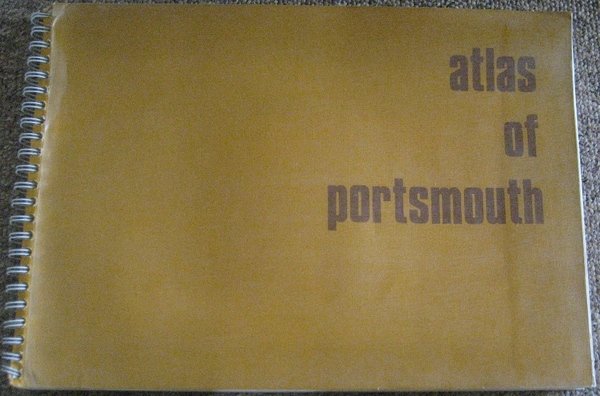 atlas
of
portsmouth